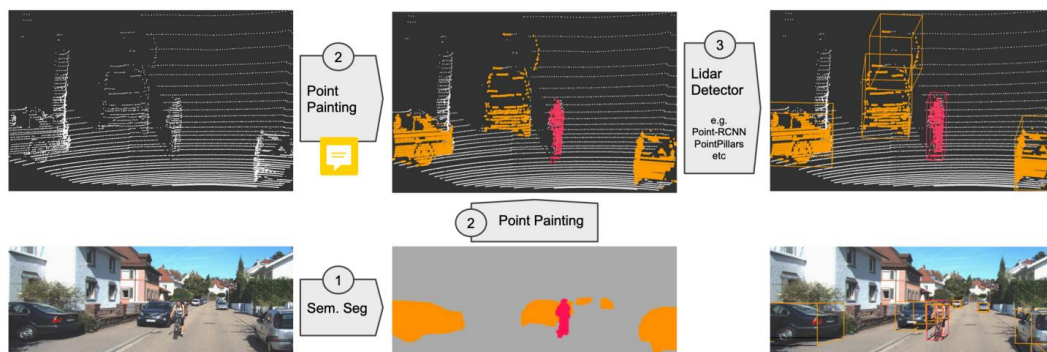 2
Point
Painting
3
Lidar
Detector
e.g.
Point-RCNN
PointPillars
etc
2
Point Painting
1
Sem. Seg